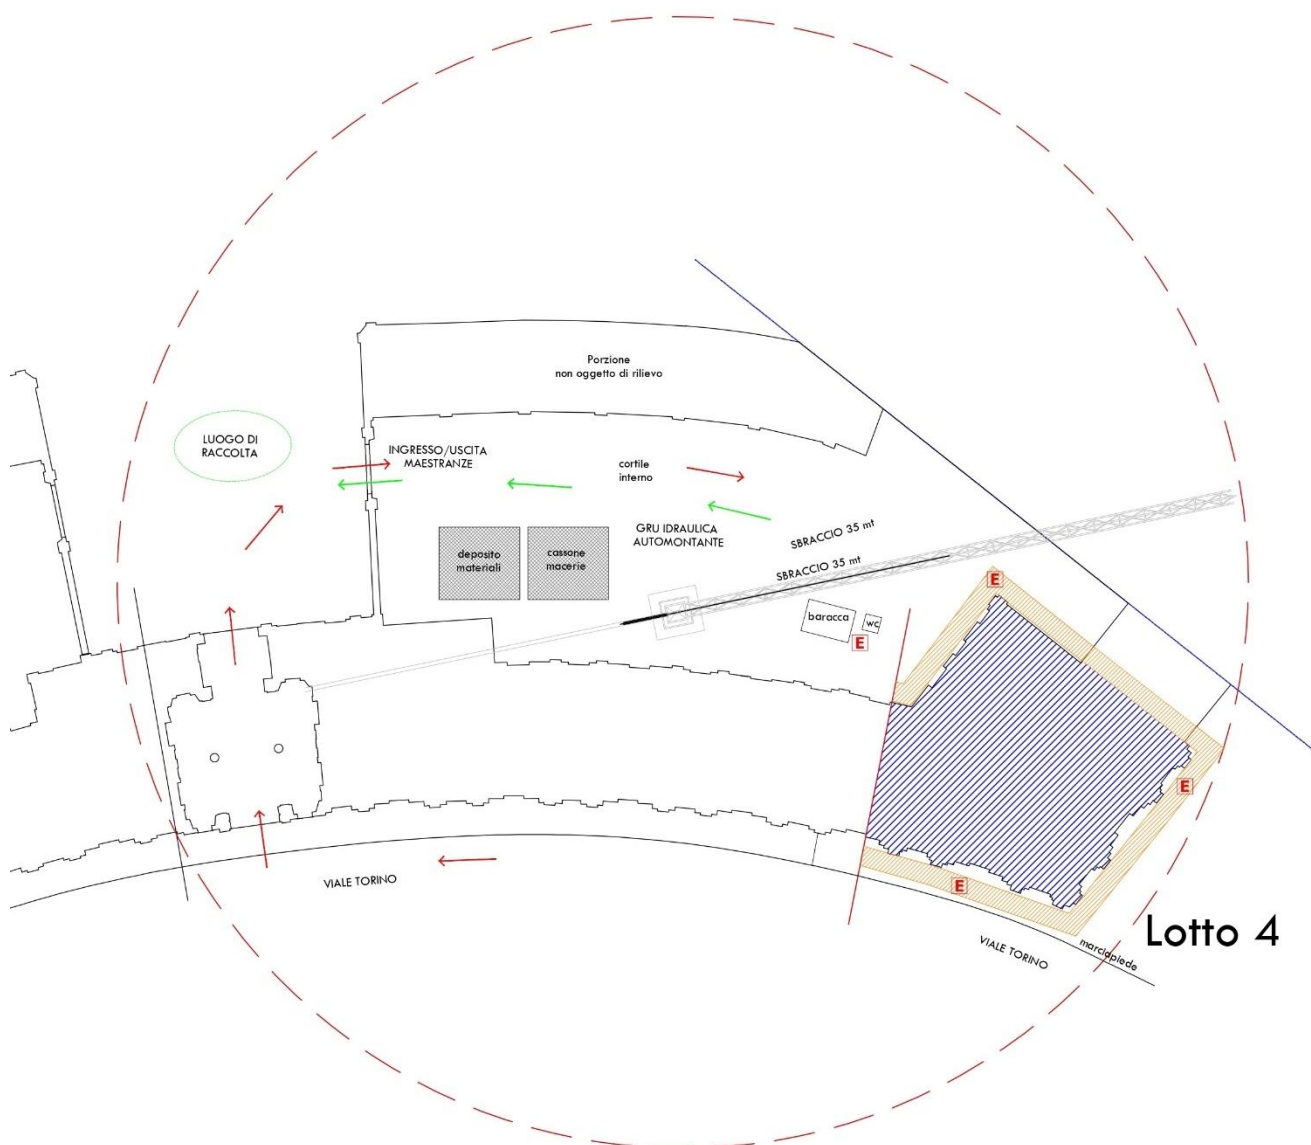 Porzione
non oggetto di rilievo
LUOGO DI
RACCOLTA
INGRESSO/USCITA
MAESTRANZE
cortile
interno
GRU IDRAULICA
AUTOMONTANTE
SBRACCIO 35 mt
SBRACCIO 35 mt
deposito
materiali
cassone
macerie
E
baracca
wc
E
E
E
VIALE TORINO
Lotto 4
VIALE TORINO
marciapiede